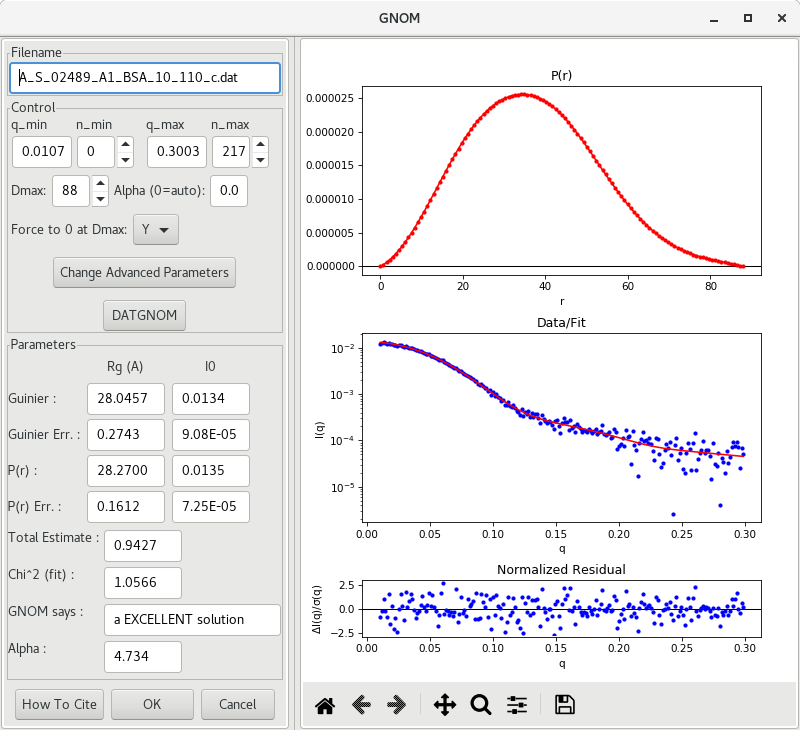 GNOM
Filename
A_S_02489_A1_BSA_10_110_c.dat
Control
q_min n_min q_max n_max
0.0107 0 0.3003 217
Dmax: 88 Alpha (0=auto): 0.0
Force to 0 at Dmax: Y
Change Advanced Parameters
DATGNOM
Parameters
Rg (A) I0
Guinier : 28.0457 0.0134
Guinier Err. : 0.2743 9.08E-05
P(r) : 28.2700 0.0135
P(r) Err. : 0.1612 7.25E-05
Total Estimate : 0.9427
Chi^2 (fit) : 1.0566
GNOM says : a EXCELLENT solution
Alpha : 4.734
How To Cite OK Cancel
P(r)
0.000025
0.000020
0.000015
0.000010
0.000005
0.000000
0 20 40 60 80
r
Data/Fit
I(q)
10⁻²
10⁻³
10⁻⁴
10⁻⁵
0.00 0.05 0.10 0.15 0.20 0.25 0.30
q
Normalized Residual
ΔI(q)/σ(q)
2.5
0.0
−2.5
0.00 0.05 0.10 0.15 0.20 0.25 0.30
q